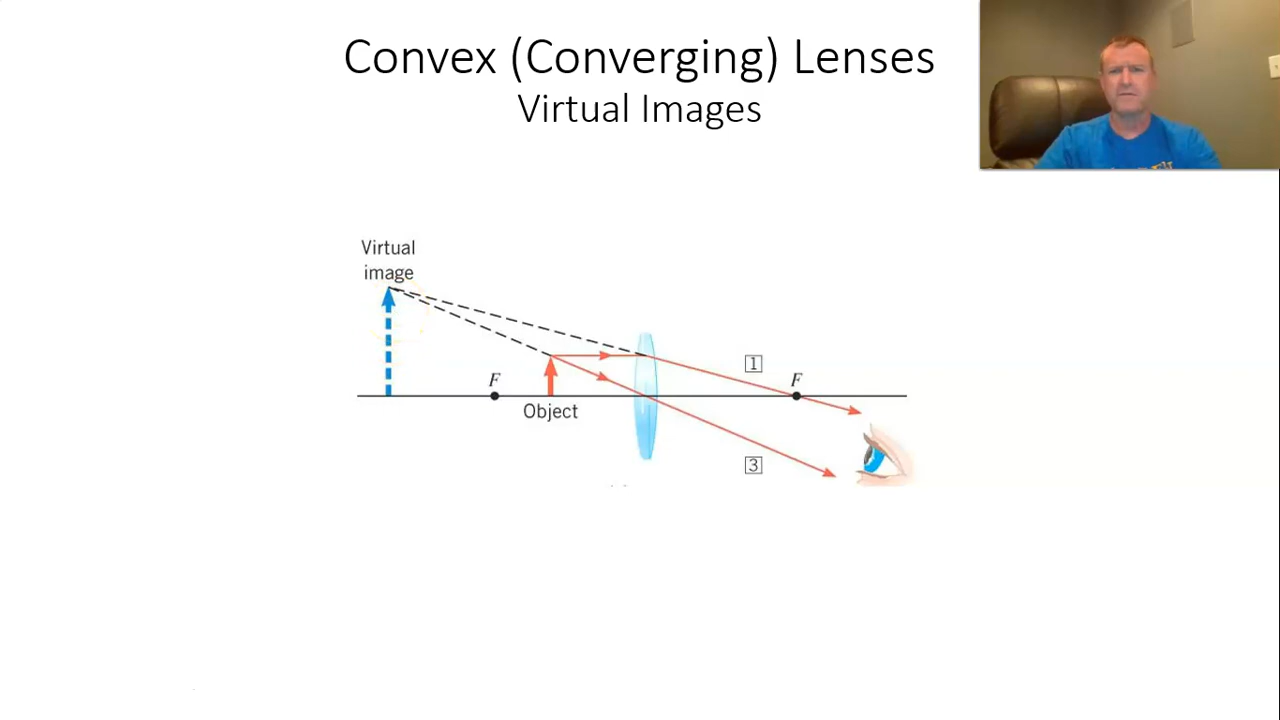 Convex (Converging) Lenses
Virtual Images
Virtual
image
F
Object
1
F
3